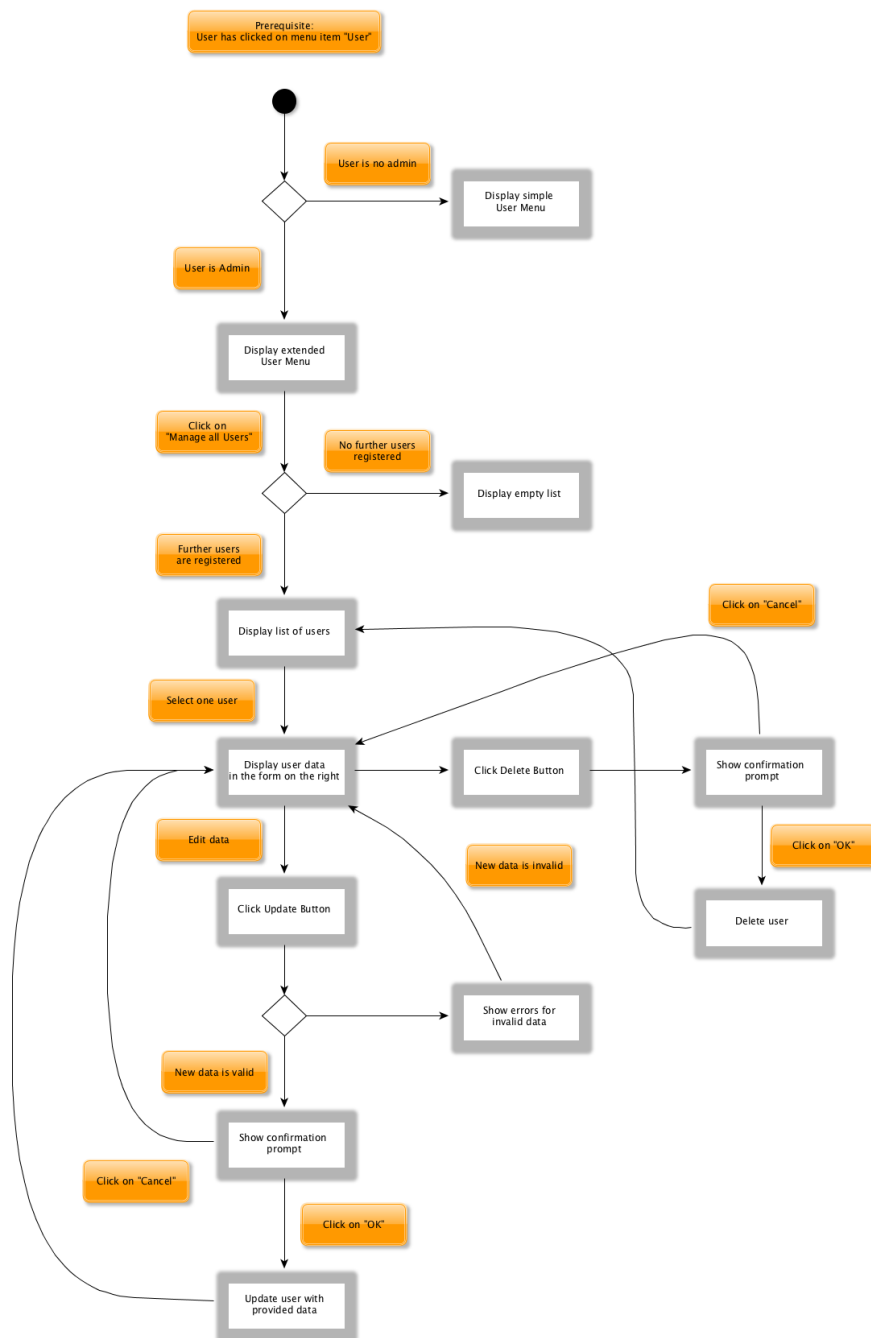 Prerequisite:
User has clicked on menu item "User"
User is no admin
Display simple
User Menu
User is Admin
Display extended
User Menu
Click on
"Manage all Users"
No further users
registered
Display empty list
Further users
are registered
Click on "Cancel"
Display list of users
Select one user
Display user data
in the form on the right
Click Delete Button
Show confirmation
prompt
Edit data
Click on "OK"
New data is invalid
Click Update Button
Delete user
Show errors for
invalid data
New data is valid
Show confirmation
prompt
Click on "Cancel"
Click on "OK"
Update user with
provided data